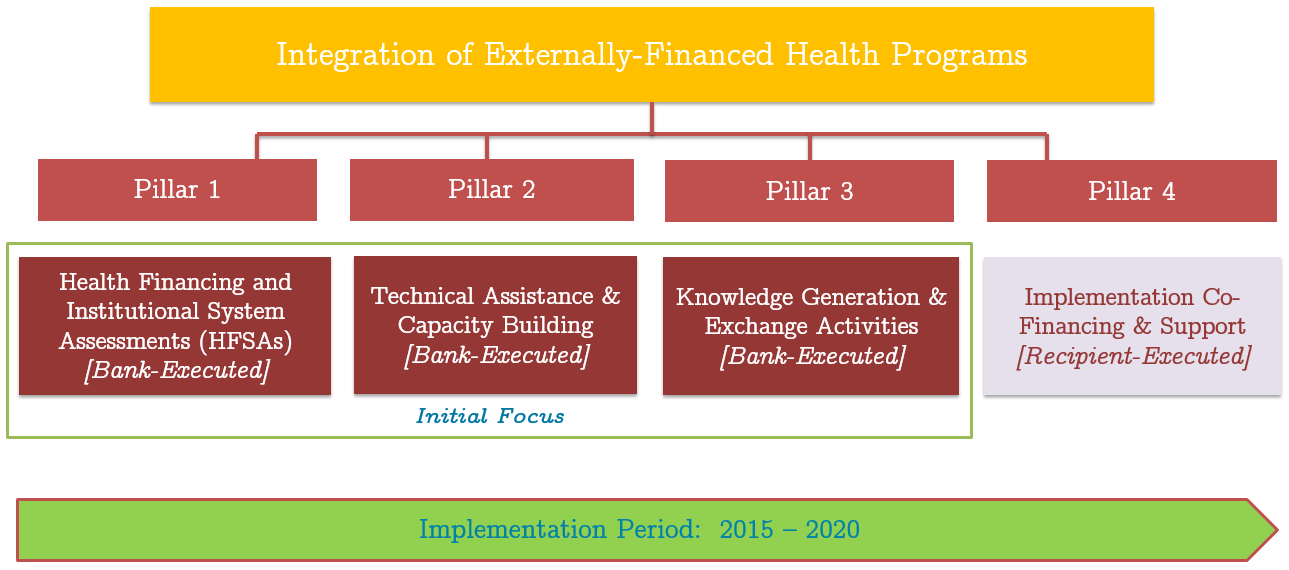 Integration of Externally-Financed Health Programs
Pillar 1
Pillar 2
Pillar 3
Pillar 4
Health Financing and
Institutional System
Assessments (HFSAs)
[Bank-Executed]
Technical Assistance &
Capacity Building
[Bank-Executed]
Knowledge Generation &
Exchange Activities
[Bank-Executed]
Implementation Co-
Financing & Support
[Recipient-Executed]
Initial Focus
Implementation Period:  2015 – 2020